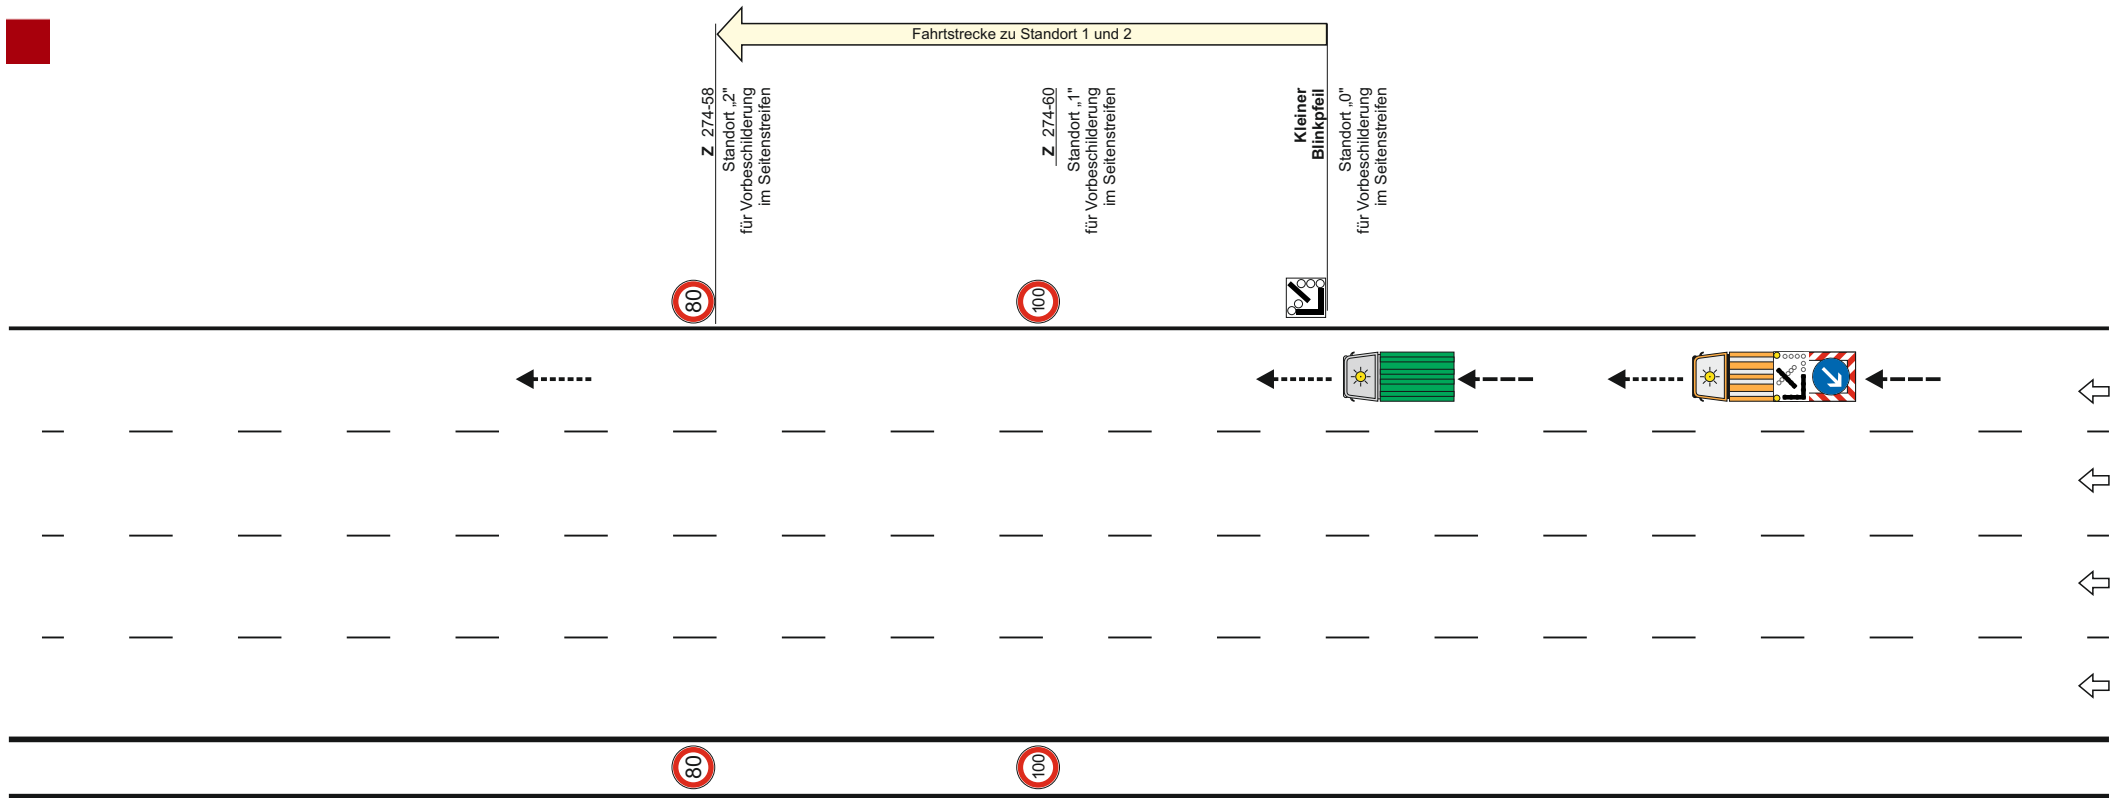 Fahrtstrecke zu Standort 1 und 2
Z 274-58
Standort „2"
für Vorbeschilderung
im Seitenstreifen
Z 274-60
Standort „1"
für Vorbeschilderung
im Seitenstreifen
Kleiner
Blinkpfeil
Standort „0"
für Vorbeschilderung
im Seitenstreifen
80
100
80
100